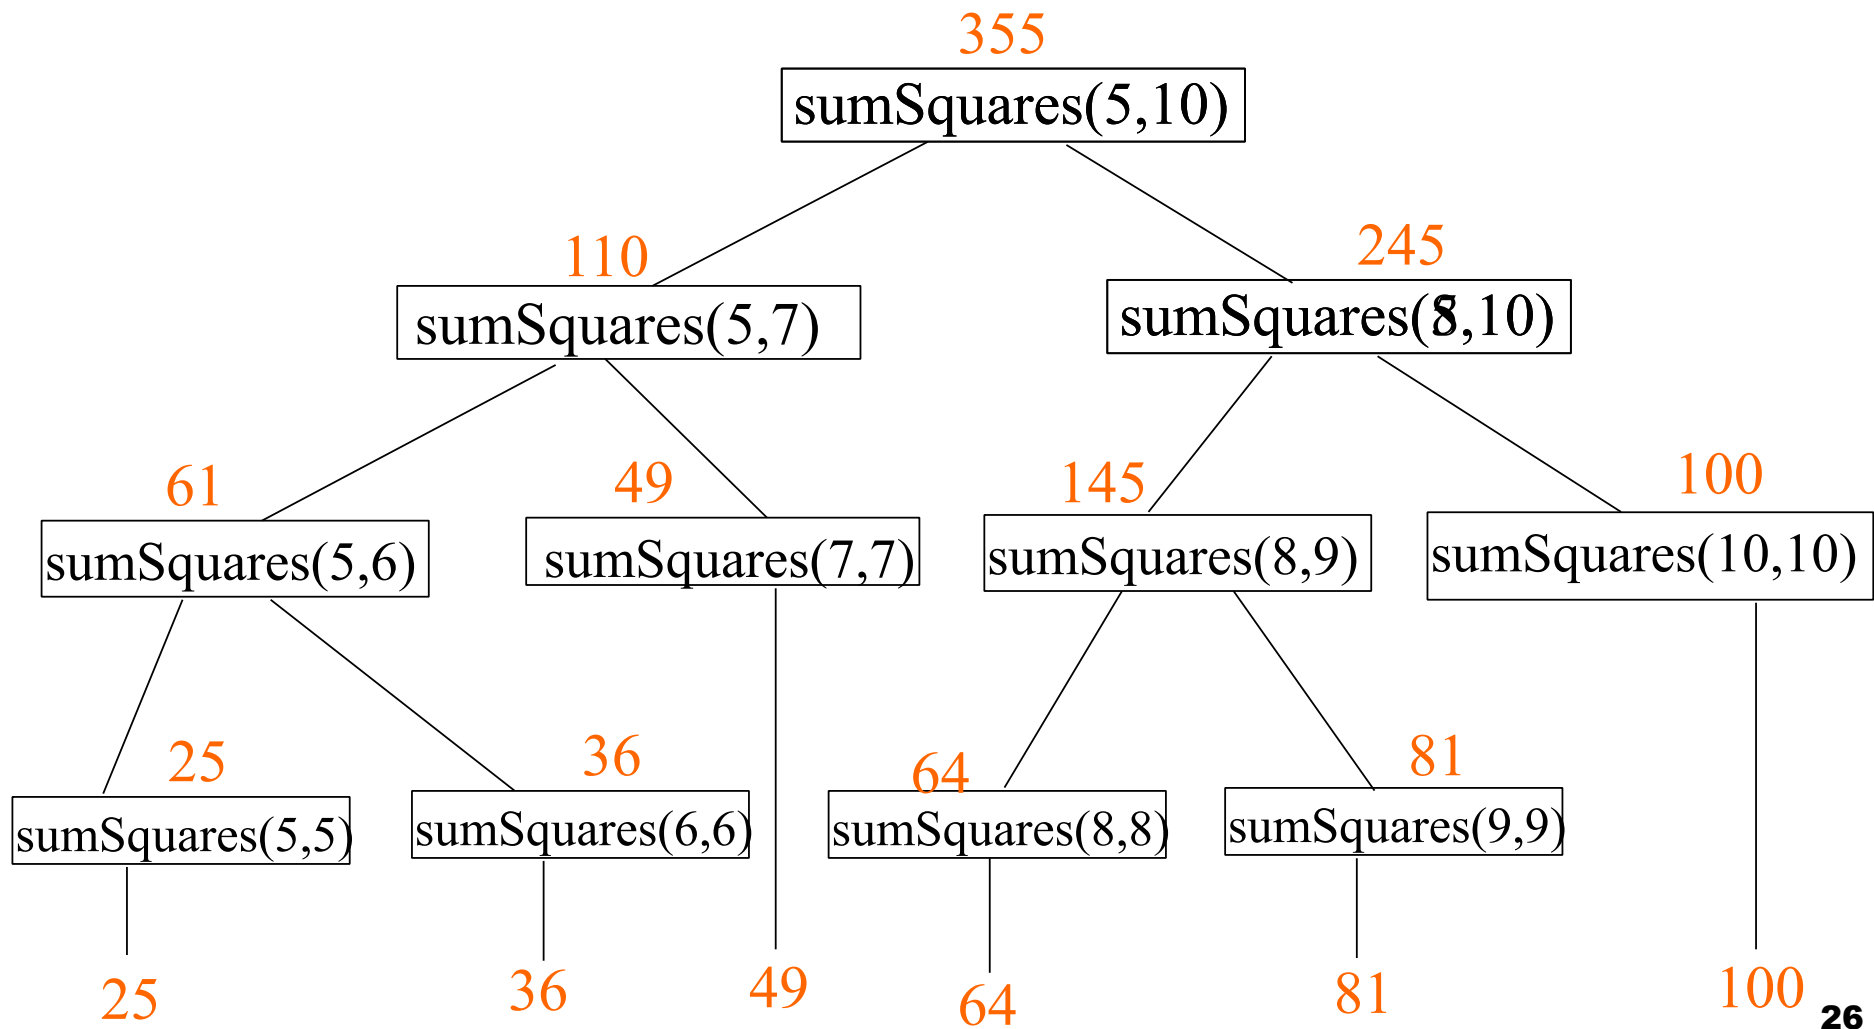 355
sumSquares(5,10)
110
245
sumSquares(5,7)
sumSquares(8,10)
61
49
145
100
sumSquares(5,6)
sumSquares(7,7)
sumSquares(8,9)
sumSquares(10,10)
25
36
64
81
sumSquares(5,5)
sumSquares(6,6)
sumSquares(8,8)
sumSquares(9,9)
25
36
49
64
81
100
26